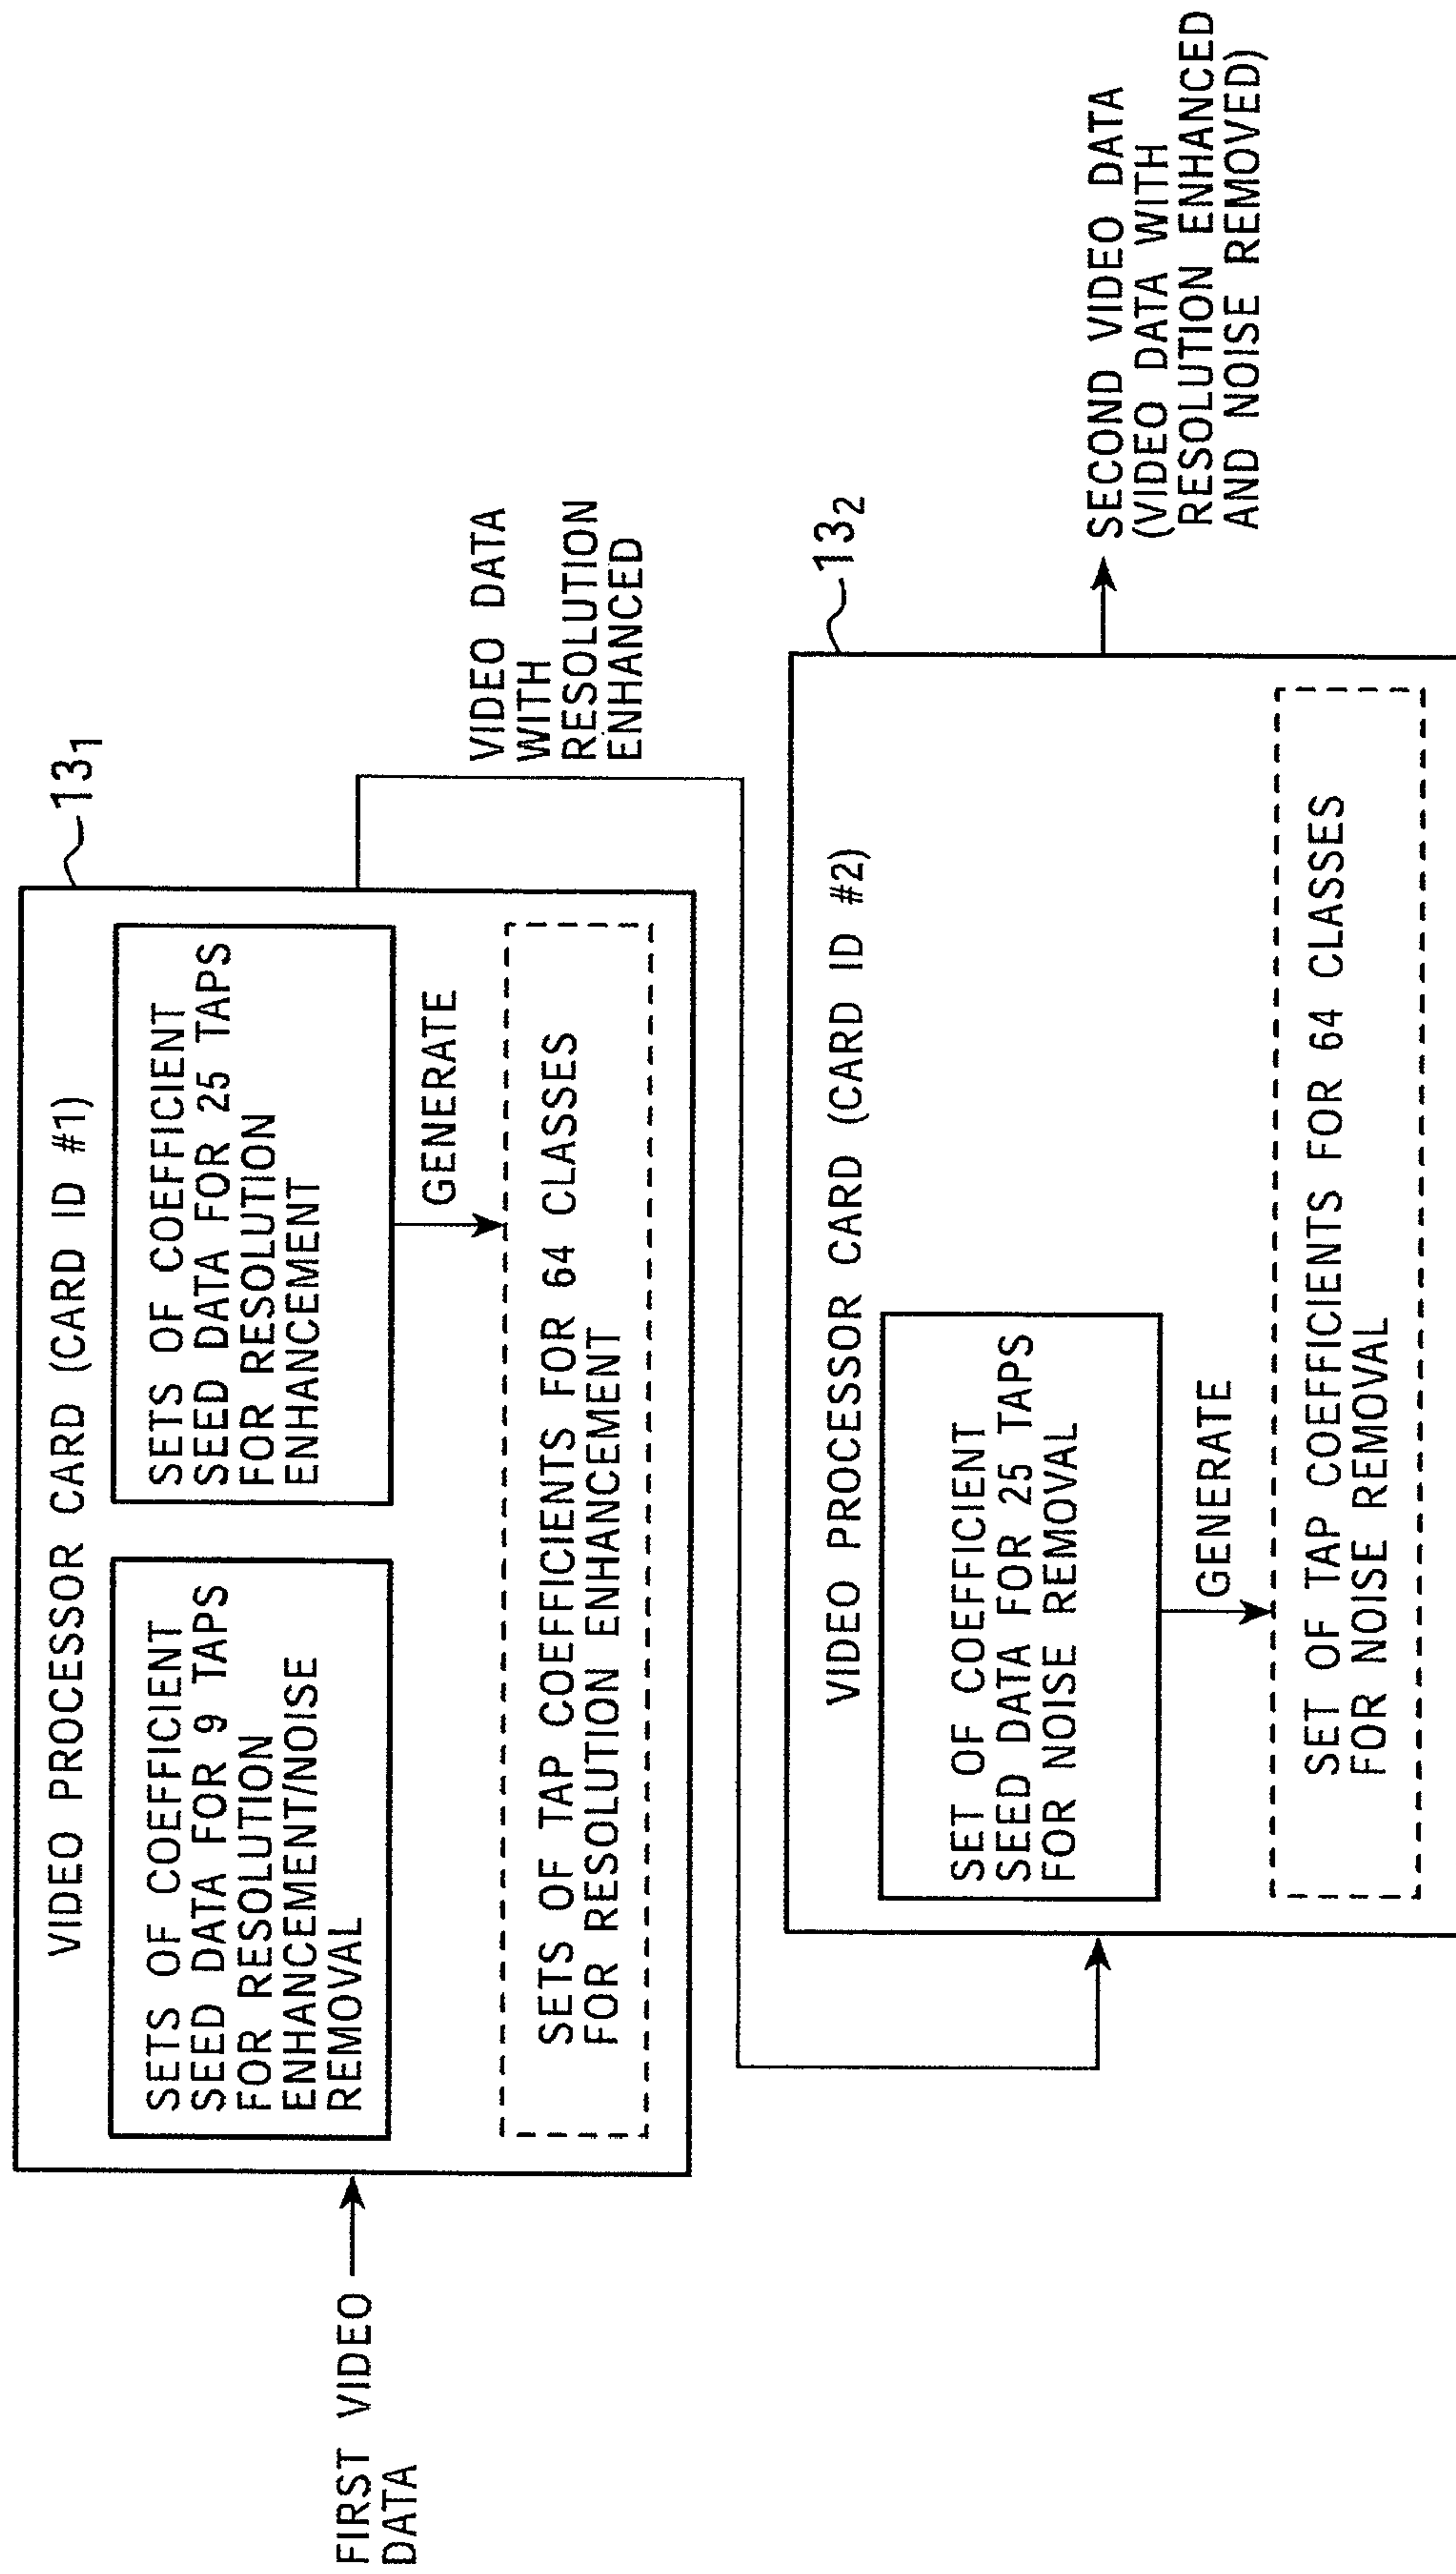 13₁
VIDEO PROCESSOR CARD (CARD ID #1)
SETS OF COEFFICIENT
SEED DATA FOR 9 TAPS
FOR RESOLUTION
ENHANCEMENT/NOISE
REMOVAL
SETS OF COEFFICIENT
SEED DATA FOR 25 TAPS
FOR RESOLUTION
ENHANCEMENT
GENERATE
SETS OF TAP COEFFICIENTS FOR 64 CLASSES
FOR RESOLUTION ENHANCEMENT
FIRST VIDEO
DATA
VIDEO DATA
WITH
RESOLUTION
ENHANCED
13₂
VIDEO PROCESSOR CARD (CARD ID #2)
SET OF COEFFICIENT
SEED DATA FOR 25 TAPS
FOR NOISE REMOVAL
GENERATE
SET OF TAP COEFFICIENTS FOR 64 CLASSES
FOR NOISE REMOVAL
SECOND VIDEO DATA
(VIDEO DATA WITH
RESOLUTION ENHANCED
AND NOISE REMOVED)